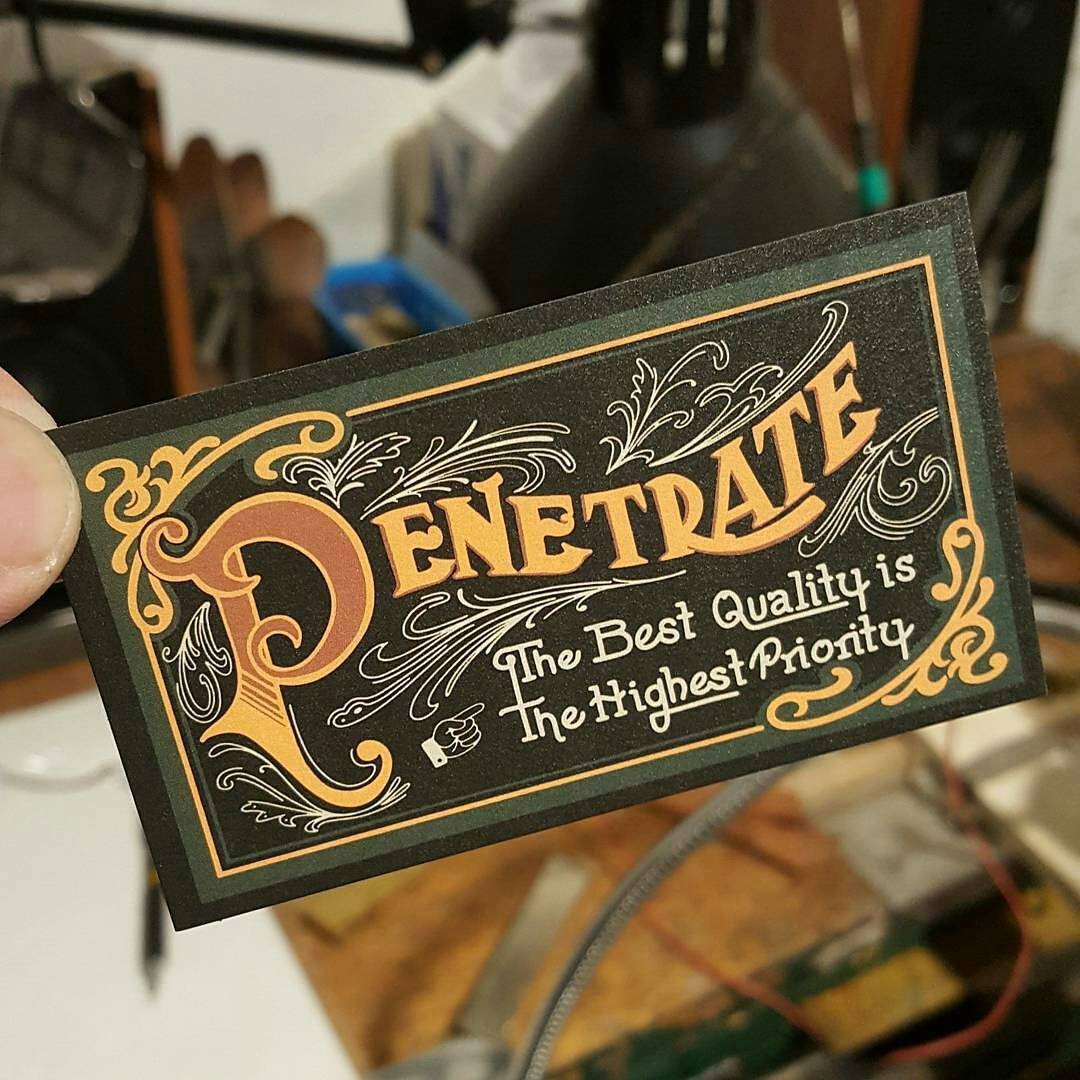 PENETRATE
The Best Quality is
The Highest Priority